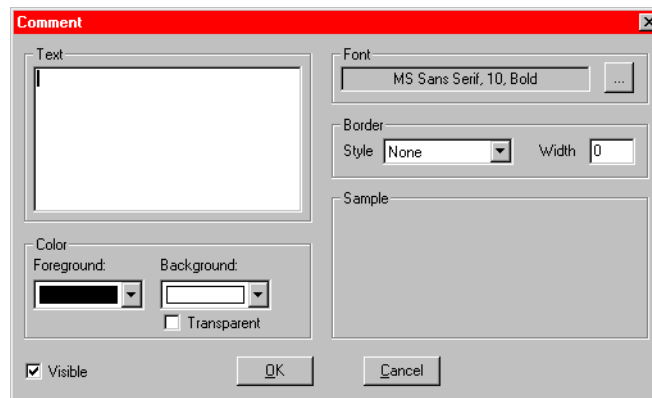 Comment
Text
Font
MS Sans Serif, 10, Bold
...
Border
Style None Width 0
Sample
Color
Foreground: Background:
Transparent
Visible OK Cancel